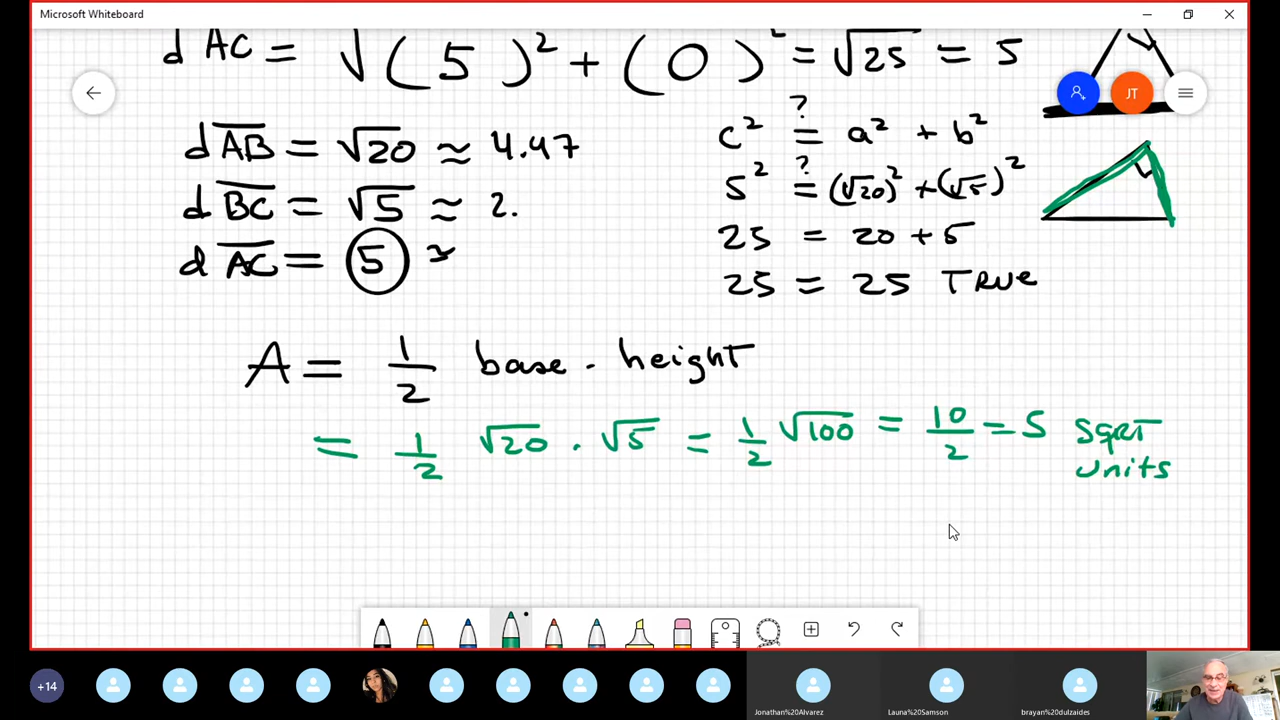 Microsoft Whiteboard
d AC = √(5)² + (0)² = √25 = 5
JT
d AB = √20 ≈ 4.47
d BC = √5 ≈ 2.
d AC = 5 ≈
c² ?= a² + b²
5² ?= (√20)² + (√5)²
25 = 20 + 5
25 = 25 TRUE
A = 1/2 base . height
= 1/2 √20 . √5 = 1/2 √100 = 10/2 = 5 SQRT
units
+14
Jonathan%20Alvarez
Launa%20Samson
brayan%20dulzaides